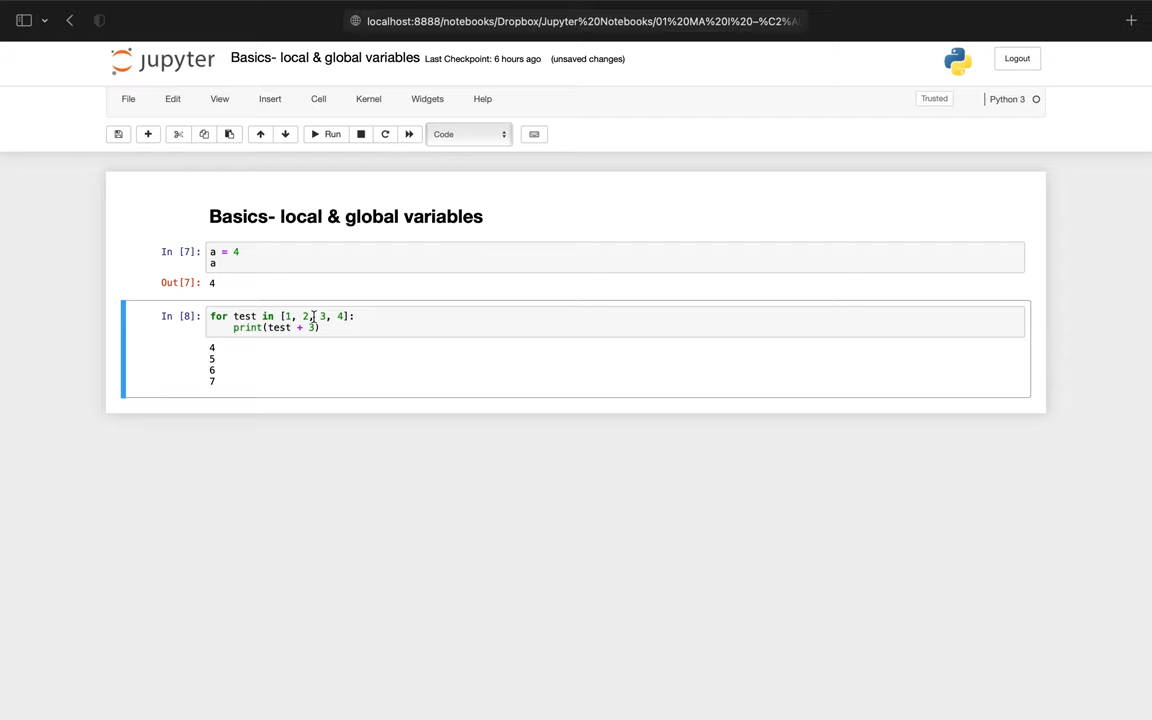 localhost:8888/notebooks/Dropbox/Jupyter%20Notebooks/01%20MA%20I%20–%C2%A
jupyter Basics- local & global variables Last Checkpoint: 6 hours ago (unsaved changes) Logout
File Edit View Insert Cell Kernel Widgets Help Trusted Python 3
Run Code
Basics- local & global variables
In [7]: a = 4
a
Out[7]: 4
In [8]: for test in [1, 2, 3, 4]:
print(test + 3)
4
5
6
7